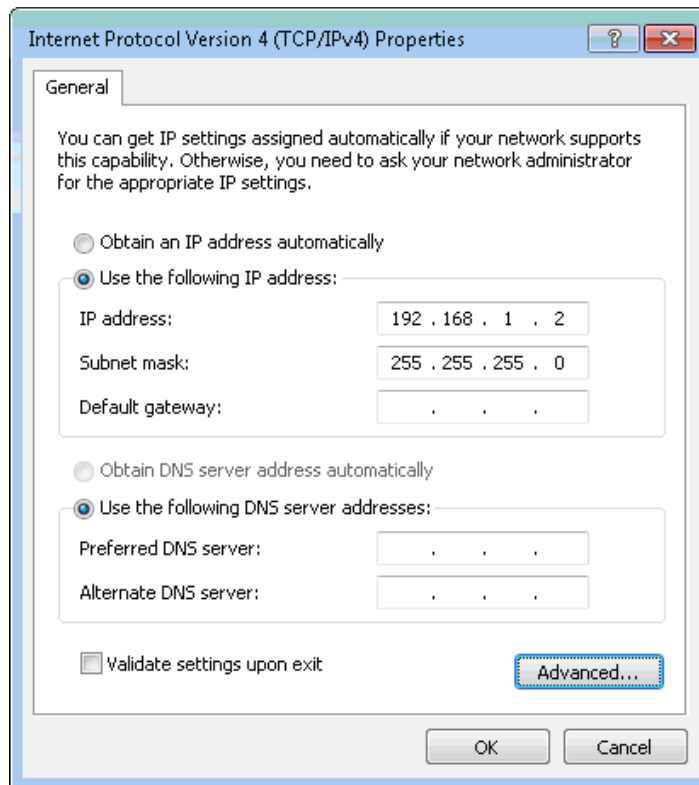 Internet Protocol Version 4 (TCP/IPv4) Properties
General
You can get IP settings assigned automatically if your network supports
this capability. Otherwise, you need to ask your network administrator
for the appropriate IP settings.
Obtain an IP address automatically
Use the following IP address:
IP address: 192 . 168 . 1 . 2
Subnet mask: 255 . 255 . 255 . 0
Default gateway: . . .
Obtain DNS server address automatically
Use the following DNS server addresses:
Preferred DNS server: . . .
Alternate DNS server: . . .
Validate settings upon exit
Advanced...
OK Cancel